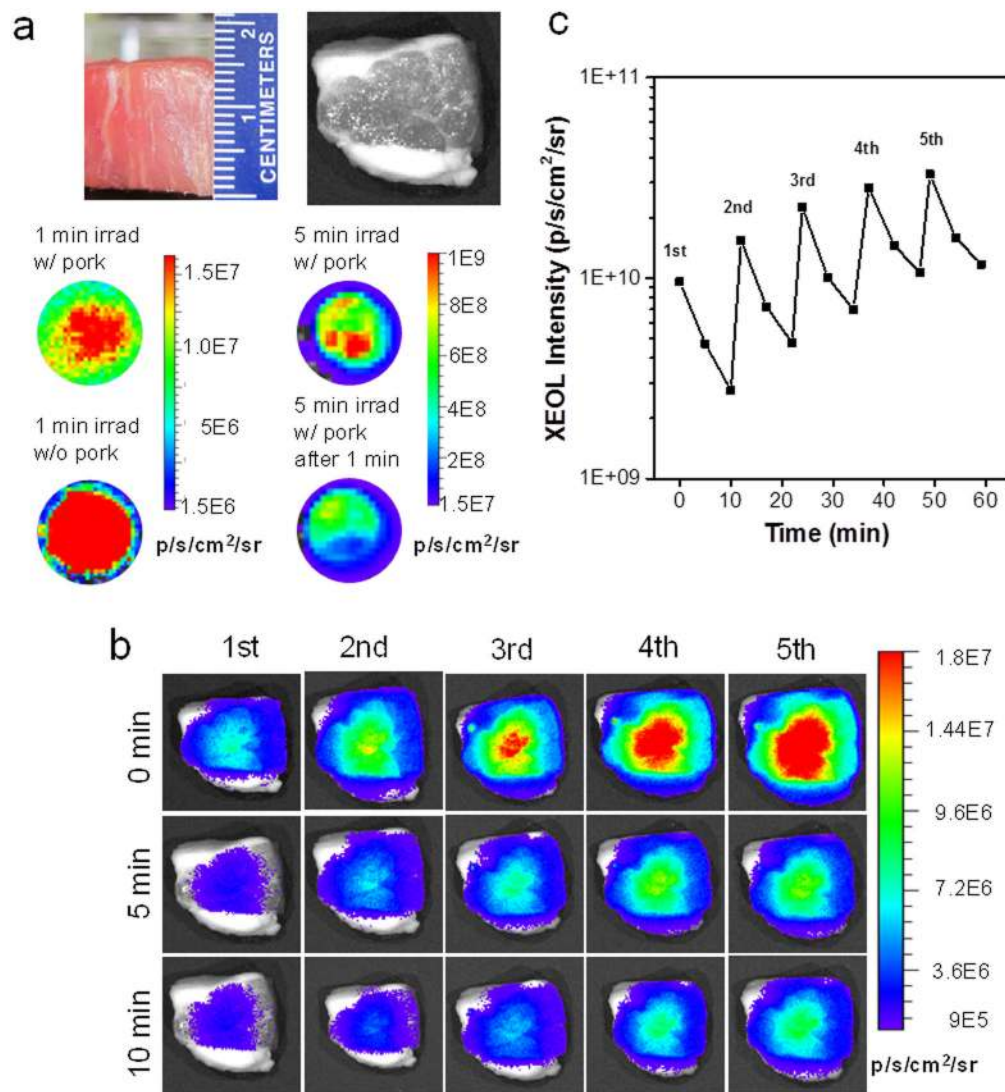 a
2
1
CENTIMETERS
1 min irrad
w/ pork
1.5E7
1.0E7
5E6
1.5E6
1 min irrad
w/o pork
p/s/cm²/sr
5 min irrad
w/ pork
1E9
8E8
6E8
4E8
2E8
1.5E7
5 min irrad
w/ pork
after 1 min
p/s/cm²/sr
c
XEOL Intensity (p/s/cm²/sr)
1E+11
1E+10
1E+09
1st
2nd
3rd
4th
5th
0
10
20
30
40
50
60
Time (min)
b
1st
2nd
3rd
4th
5th
0 min
5 min
10 min
1.8E7
1.44E7
9.6E6
7.2E6
3.6E6
9E5
p/s/cm²/sr